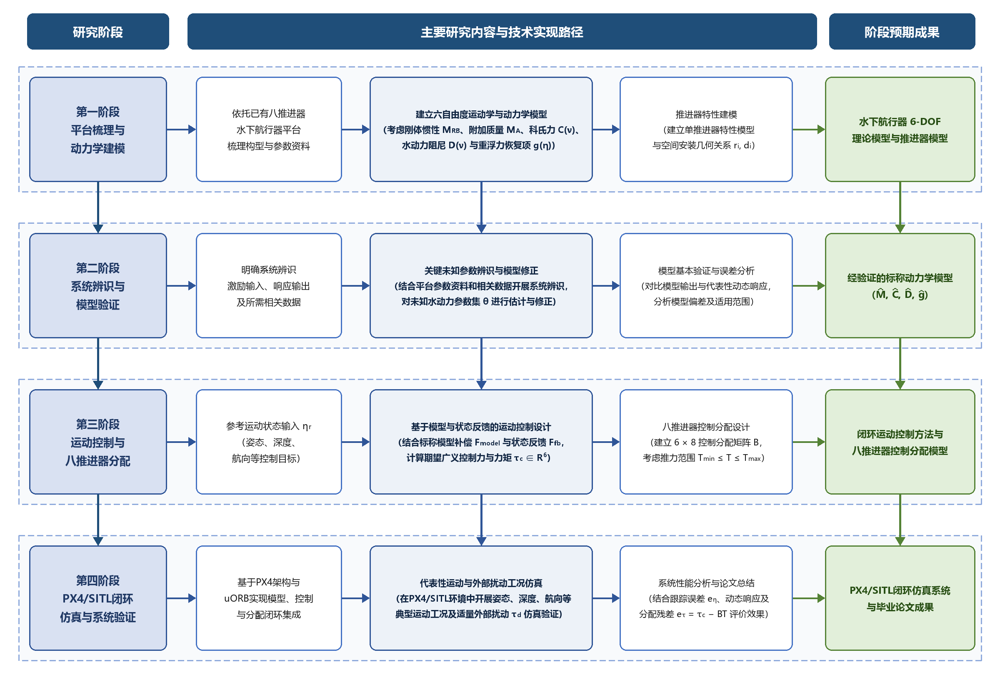 研究阶段
主要研究内容与技术实现路径
阶段预期成果
第一阶段
平台梳理与
动力学建模
依托已有八推进器
水下航行器平台
梳理构型与参数资料
建立六自由度运动学与动力学模型
（考虑刚体惯性 M_RB、附加质量 M_A、科氏力 C(ν)、
水动力阻尼 D(ν) 与重浮力恢复项 g(η)）
推进器特性建模
（建立单推进器特性模型
与空间安装几何关系 rᵢ, dᵢ）
水下航行器 6-DOF
理论模型与推进器模型
第二阶段
系统辨识与
模型验证
明确系统辨识
激励输入、响应输出
及所需相关数据
关键未知参数辨识与模型修正
（结合平台参数资料和相关数据开展系统辨识，
对未知水动力参数集 θ 进行估计与修正）
模型基本验证与误差分析
（对比模型输出与代表性动态响应，
分析模型偏差及适用范围）
经验证的标称动力学模型
(M̂, Ĉ, D̂, ĝ)
第三阶段
运动控制与
八推进器分配
参考运动状态输入 ηᵣ
（姿态、深度、
航向等控制目标）
基于模型与状态反馈的运动控制设计
（结合标称模型补偿 F_model 与状态反馈 F_fb，
计算期望广义控制力与力矩 τ_c ∈ R⁶）
八推进器控制分配设计
（建立 6 × 8 控制分配矩阵 B，
考虑推力范围 T_min ≤ T ≤ T_max）
闭环运动控制方法与
八推进器控制分配模型
第四阶段
PX4/SITL闭环
仿真与系统验证
基于PX4架构与
uORB实现模型、控制
与分配闭环集成
代表性运动与外部扰动工况仿真
（在PX4/SITL环境中开展姿态、深度、航向等
典型运动工况及适量外部扰动 τ_d 仿真验证）
系统性能分析与论文总结
（结合跟踪误差 e_η、动态响应及
分配残差 e_τ = τ_c − BT 评价效果）
PX4/SITL闭环仿真系统
与毕业论文成果